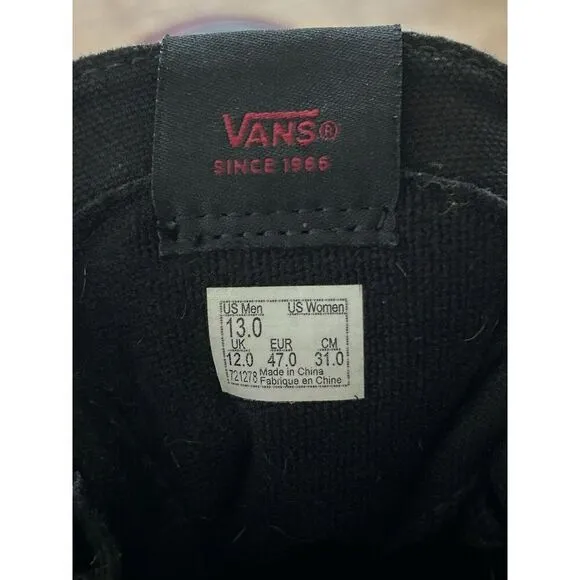 VANS®
SINCE 1966
US Men US Women
13.0
UK EUR CM
12.0 47.0 31.0
721278 Made in China
Fabrique en Chine